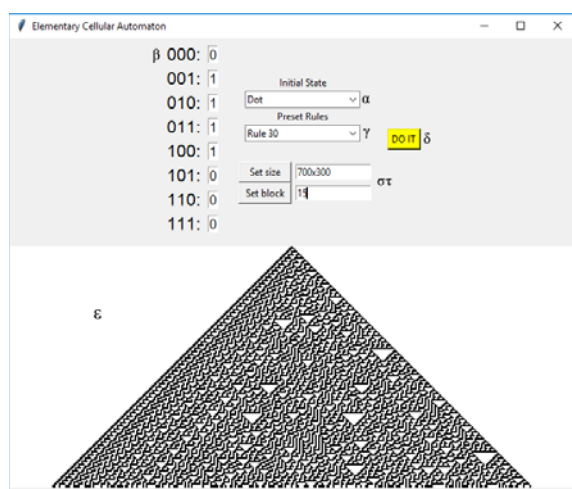 Elementary Cellular Automaton
β 000: 0
001: 1
010: 1
011: 1
100: 1
101: 0
110: 0
111: 0
Initial State
Dot α
Preset Rules
Rule 30 γ
DO IT δ
Set size 700x300
Set block 15
στ
ε